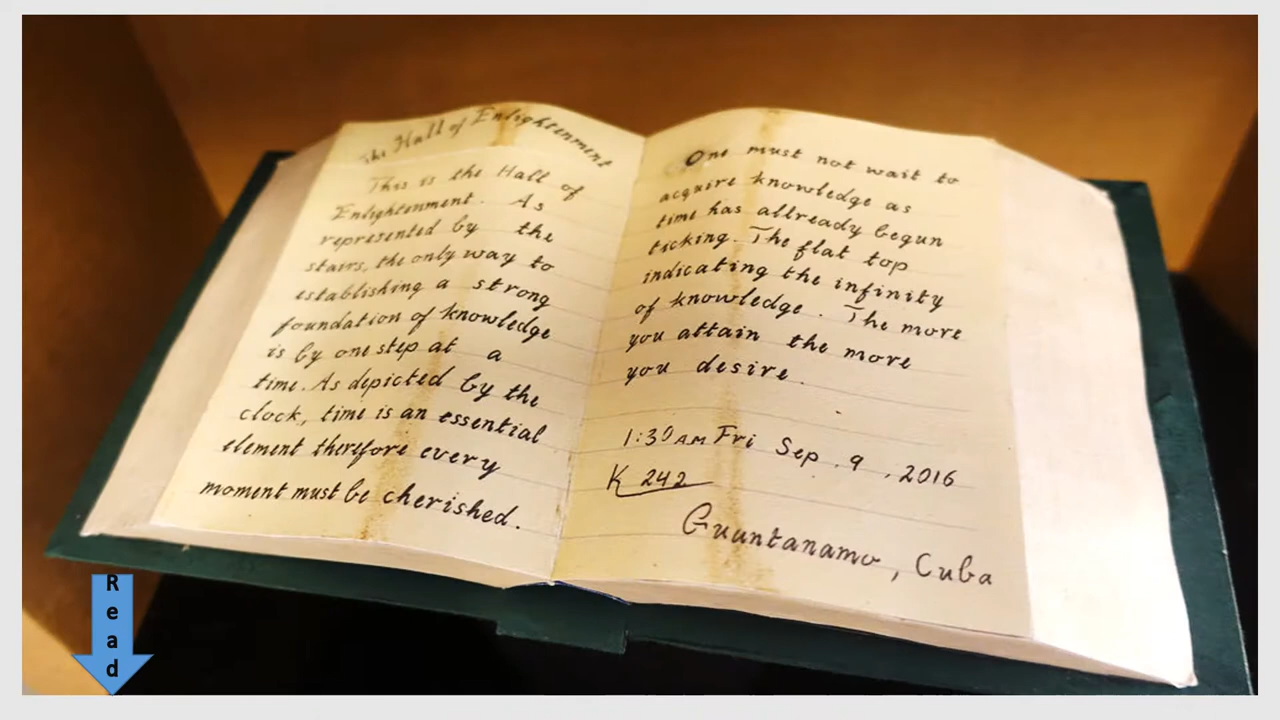 The Hall of Enlightenment
This is the Hall of
Enlightenment. As
represented by the
stairs, the only way to
establishing a strong
foundation of knowledge
is by one step at a
time. As depicted by the
clock, time is an essential
element therefore every
moment must be cherished.
One must not wait to
acquire knowledge as
time has allready begun
ticking. The flat top
indicating the infinity
of knowledge. The more
you attain the more
you desire.
1:30 AM Fri Sep. 9, 2016
K 242
Guantanamo, Cuba
Read